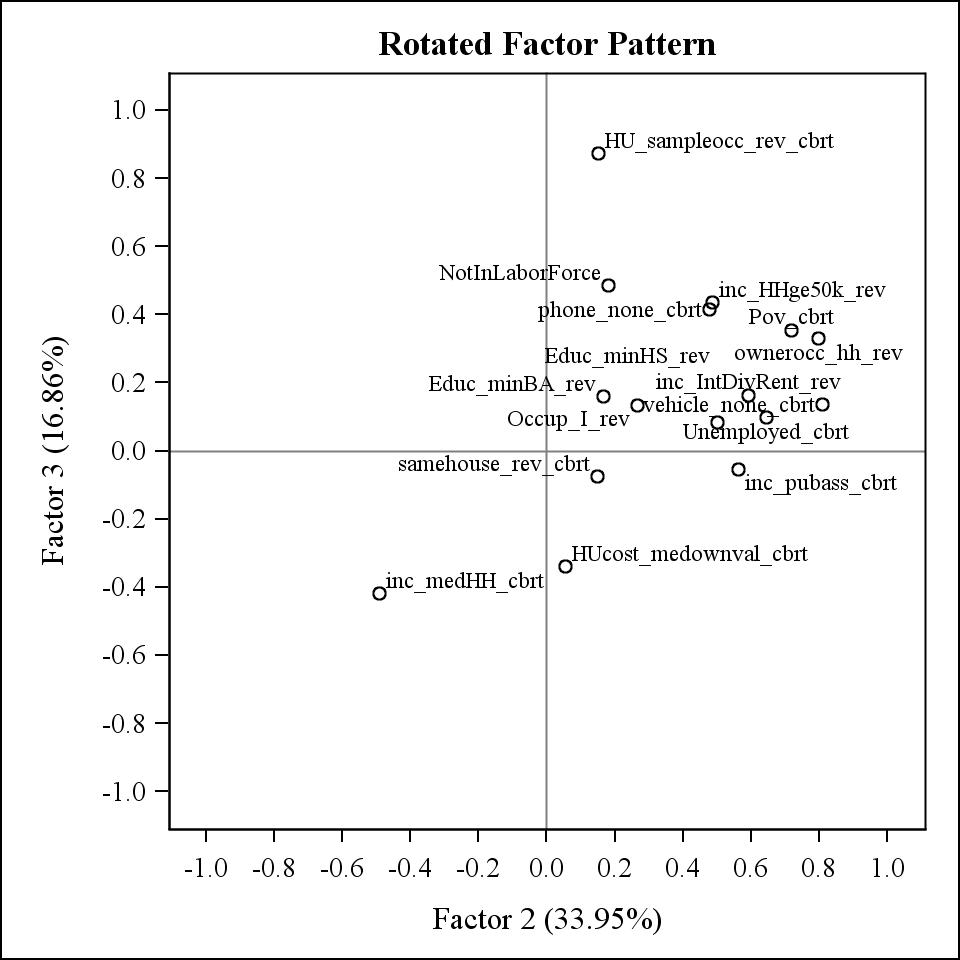 Rotated Factor Pattern
1.0
HU_sampleocc_rev_cbrt
0.8
0.6
NotInLaborForce
inc_HHge50k_rev
phone_none_cbrt
0.4
Pov_cbrt
ownerocc_hh_rev
Educ_minHS_rev
0.2
Educ_minBA_rev
inc_IntDivRent_rev
vehicle_none_cbrt
Occup_I_rev
Unemployed_cbrt
0.0
samehouse_rev_cbrt
inc_pubass_cbrt
-0.2
HUcost_medownval_cbrt
inc_medHH_cbrt
-0.4
-0.6
-0.8
-1.0
Factor 3 (16.86%)
-1.0 -0.8 -0.6 -0.4 -0.2 0.0 0.2 0.4 0.6 0.8 1.0
Factor 2 (33.95%)